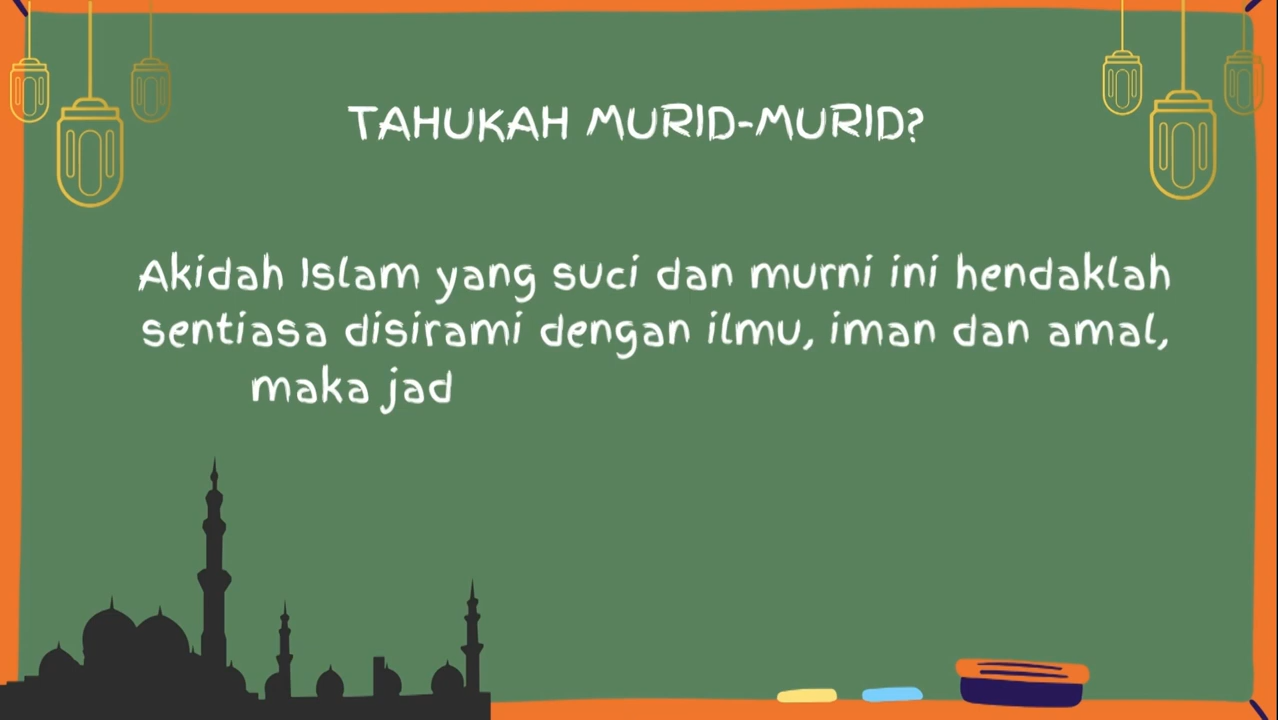 TAHUKAH MURID-MURID?
Akidah Islam yang suci dan murni ini hendaklah
sentiasa disirami dengan ilmu, iman dan amal,
maka jad